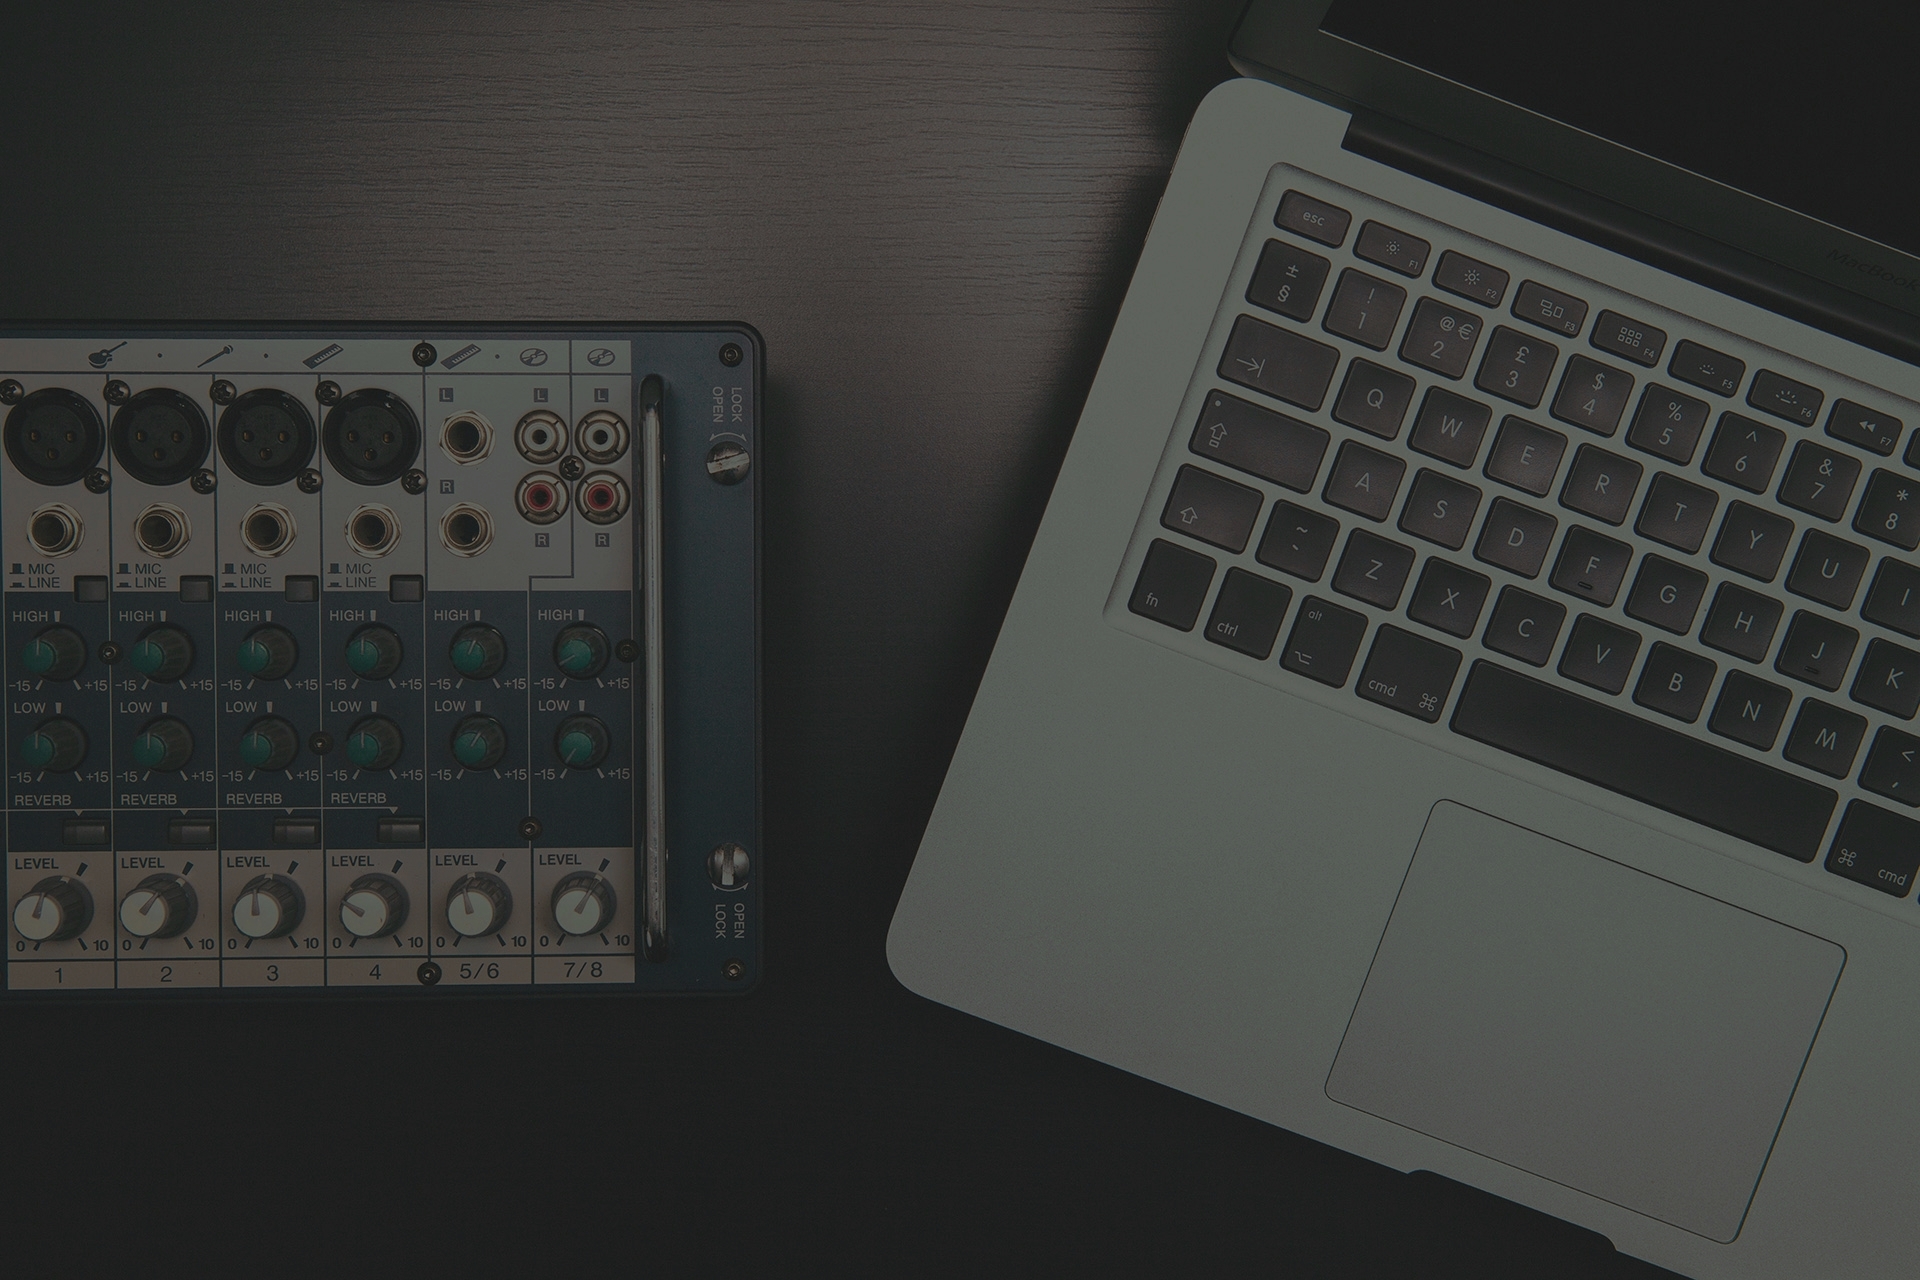 L L L
R
R R
MIC MIC MIC MIC
LINE LINE LINE LINE
HIGH HIGH HIGH HIGH HIGH HIGH
-15 +15 -15 +15 -15 +15 -15 +15 -15 +15 -15 +15
LOW LOW LOW LOW LOW LOW
-15 +15 -15 +15 -15 +15 -15 +15 -15 +15 -15 +15
REVERB REVERB REVERB REVERB
LEVEL LEVEL LEVEL LEVEL LEVEL LEVEL
0 10 0 10 0 10 0 10 0 10 0 10
1 2 3 4 5/6 7/8
LOCK
OPEN
OPEN
LOCK
MacBook
esc F1 F2 F3 F4 F5 F6 F7
± § ! 1 @ € 2 £ 3 $ 4 % 5 ^ 6 & 7 * 8
Q W E R T Y U I
A S D F G H J K
~ Z X C V B N M < ,
fn ctrl alt cmd ⌘ ⌘ cmd